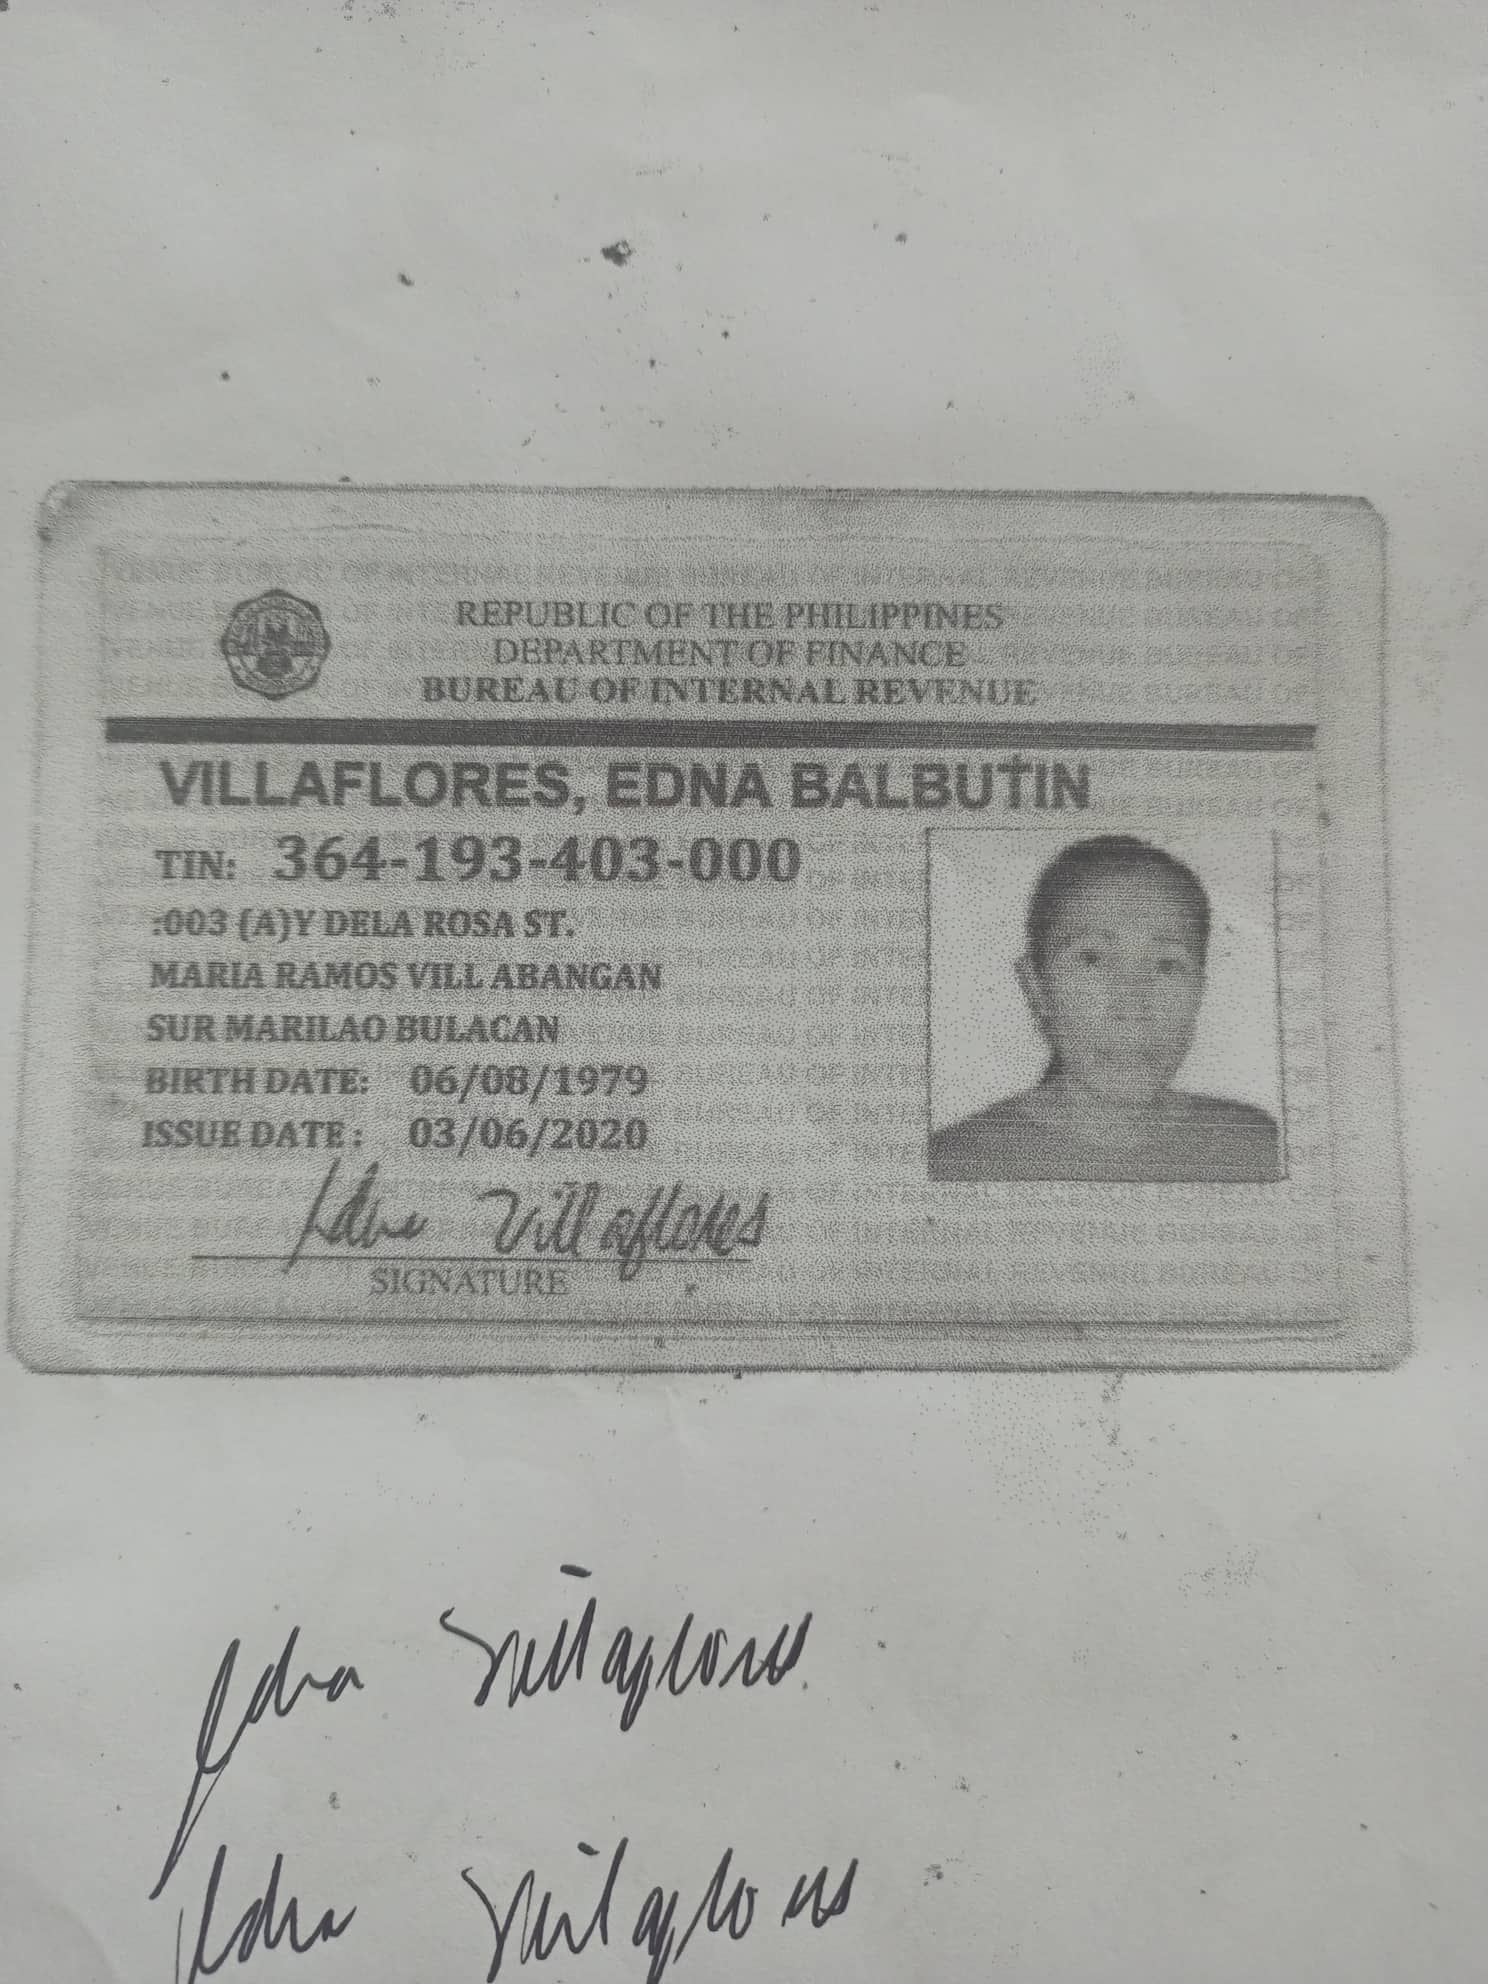 REPUBLIC OF THE PHILIPPINES
DEPARTMENT OF FINANCE
BUREAU OF INTERNAL REVENUE
VILLAFLORES, EDNA BALBUTIN
TIN: 364-193-403-000
:003 (A)Y DELA ROSA ST.
MARIA RAMOS VILL ABANGAN
SUR MARILAO BULACAN
BIRTH DATE: 06/08/1979
ISSUE DATE : 03/06/2020
Edna Villaflores
SIGNATURE
Edna Villaflores
Edna Villaflores